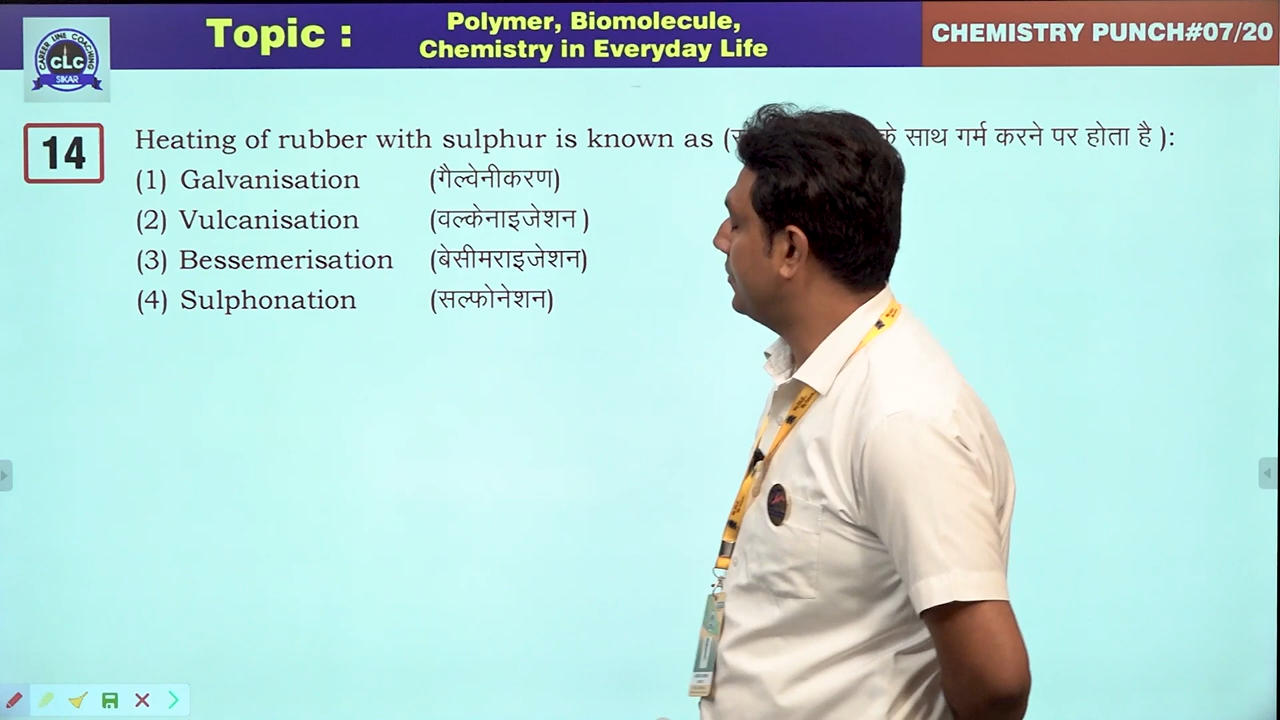 Topic :
Polymer, Biomolecule,
Chemistry in Everyday Life
CHEMISTRY PUNCH#07/20
CAREER LINE COACHING
CLC
SIKAR
14
Heating of rubber with sulphur is known as ( के साथ गर्म करने पर होता है ):
(1) Galvanisation (गैल्वेनीकरण)
(2) Vulcanisation (वल्केनाइजेशन )
(3) Bessemerisation (बेसीमराइजेशन)
(4) Sulphonation (सल्फोनेशन)